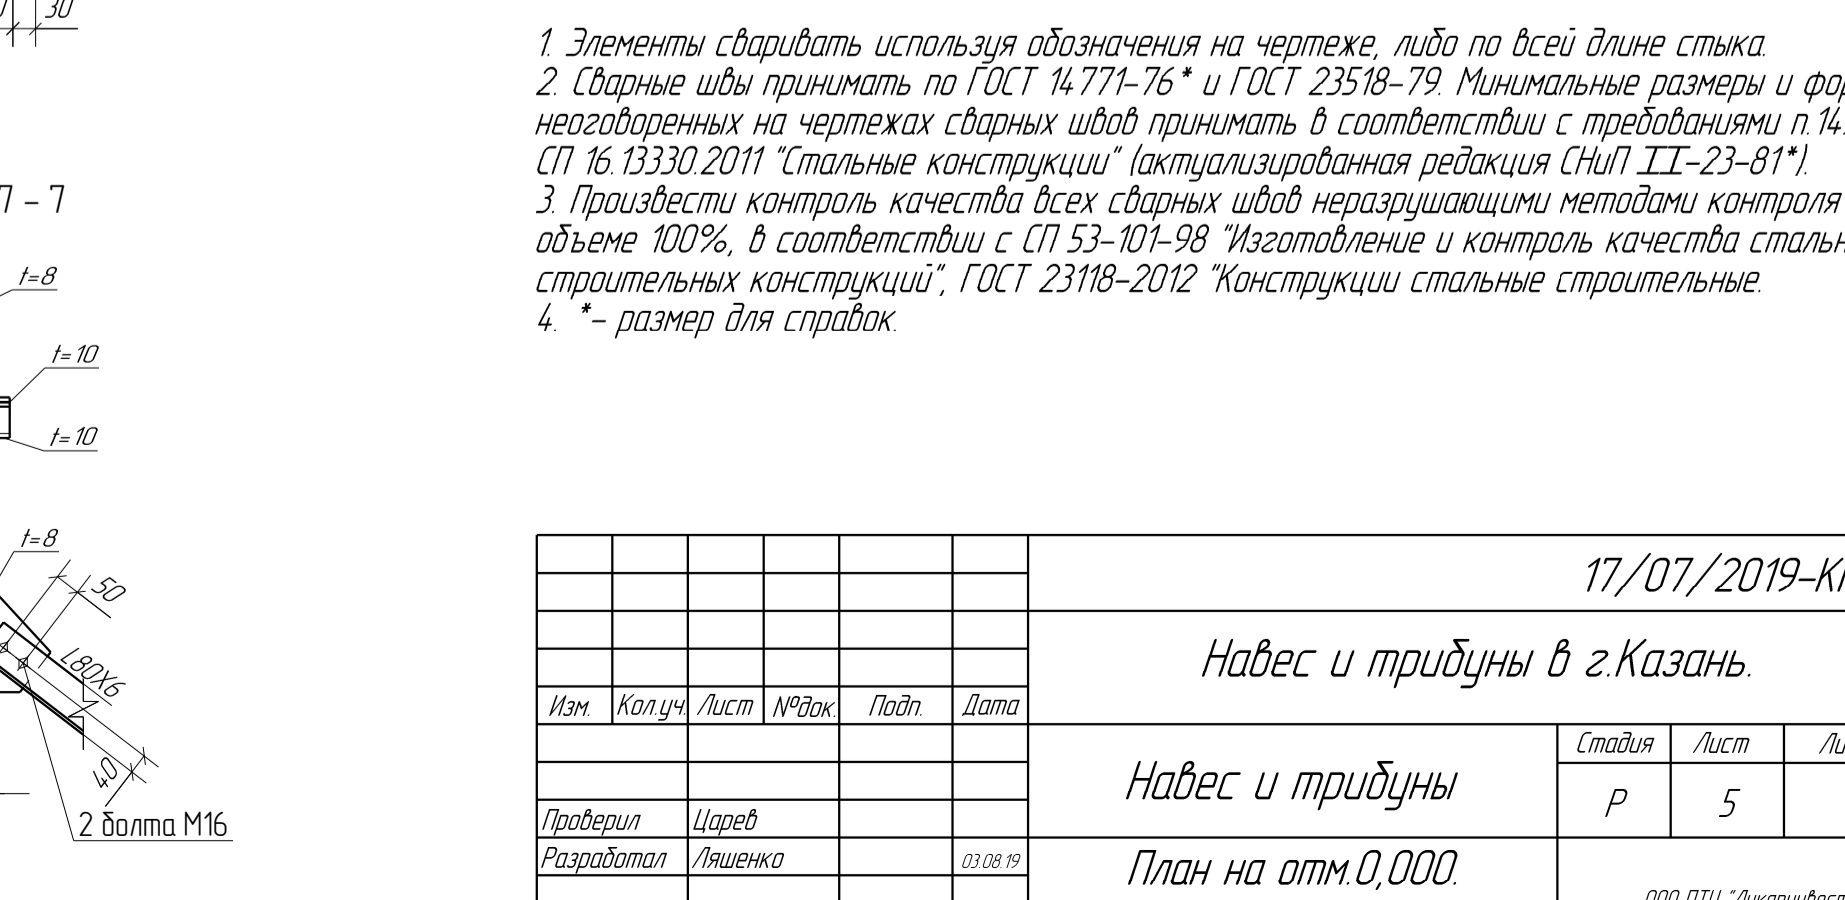 30
1. Элементы сваривать используя обозначения на чертеже, либо по всей длине стыка.
2. Сварные швы принимать по ГОСТ 14771-76* и ГОСТ 23518-79. Минимальные размеры и
неоговоренных на чертежах сварных швов принимать в соответствии с требованиями п.14.
СП 16.13330.2011 "Стальные конструкции" (актуализированная редакция СНиП II-23-81*).
3. Произвести контроль качества всех сварных швов неразрушающими методами контроля
объеме 100%, в соответствии с СП 53-101-98 "Изготовление и контроль качества
строительных конструкций", ГОСТ 23118-2012 "Конструкции стальные строительные.
4. *- размер для справок.
- 7
t=8
t=10
t=10
t=8
50
L80X6
40
2 болта М16
17/07/2019-
Навес и трибуны в г.Казань.
Изм. Кол.уч. Лист №док. Подп. Дата
Навес и трибуны
Стадия Лист
Р 5
Проверил Царев
Разработал Ляшенко 03.08.19
План на отм.0,000.